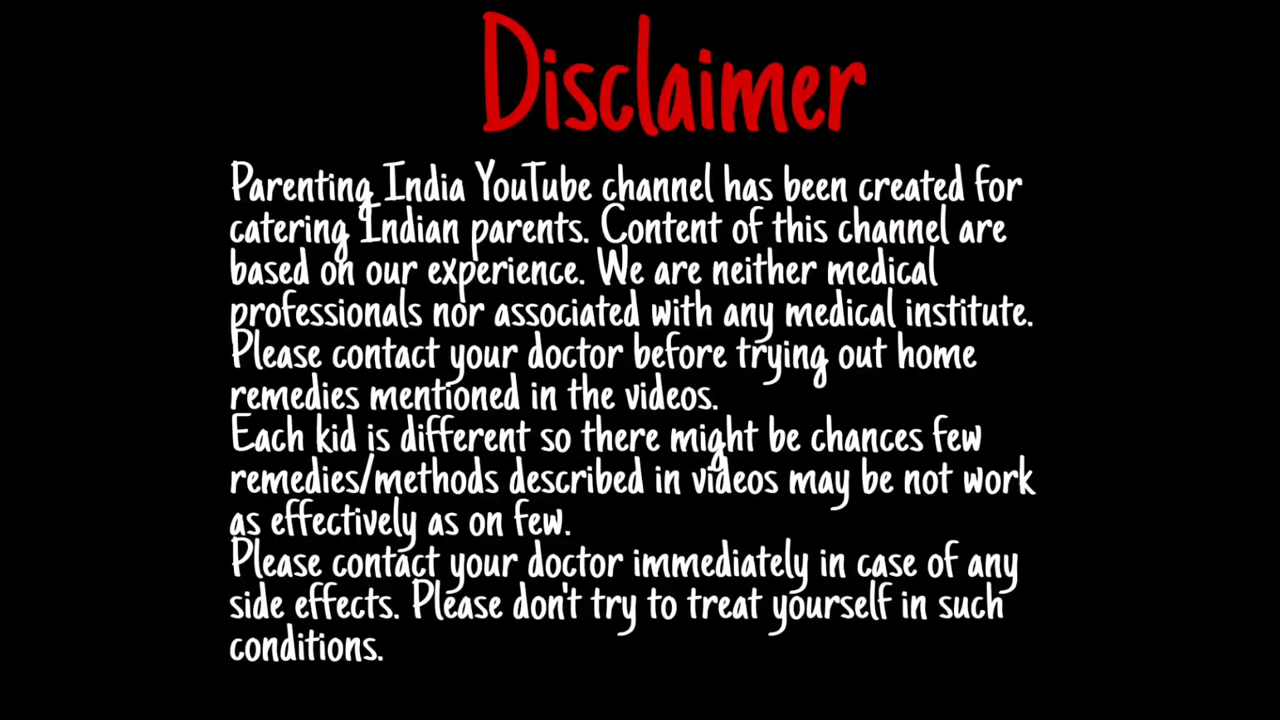 Disclaimer
Parenting India YouTube channel has been created for
catering Indian parents. Content of this channel are
based on our experience. We are neither medical
professionals nor associated with any medical institute.
Please contact your doctor before trying out home
remedies mentioned in the videos.
Each kid is different so there might be chances few
remedies/methods described in videos may be not work
as effectively as on few.
Please contact your doctor immediately in case of any
side effects. Please don't try to treat yourself in such
conditions.